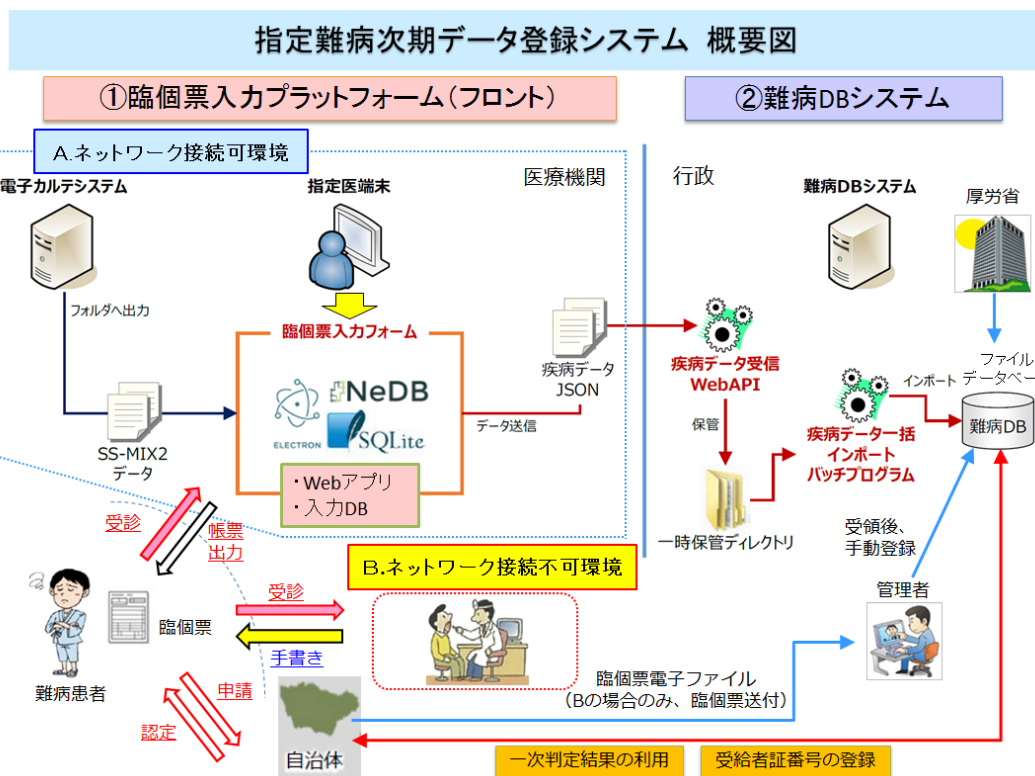 指定難病次期データ登録システム 概要図
①臨個票入力プラットフォーム(フロント)
②難病DBシステム
A.ネットワーク接続可環境
医療機関
行政
電子カルテシステム
指定医端末
難病DBシステム
厚労省
フォルダへ出力
臨個票入力フォーム
NeDB
ELECTRON
SQLite
SS-MIX2
データ
・Webアプリ
・入力DB
データ送信
疾病データ
JSON
疾病データ受信
WebAPI
保管
一時保管ディレクトリ
疾病データ一括
インポート
バッチプログラム
インポート
ファイル
データベー
難病DB
受診
帳票
出力
B.ネットワーク接続不可環境
受領後、
手動登録
管理者
難病患者
臨個票
受診
手書き
申請
認定
自治体
臨個票電子ファイル
(Bの場合のみ、臨個票送付)
一次判定結果の利用
受給者証番号の登録